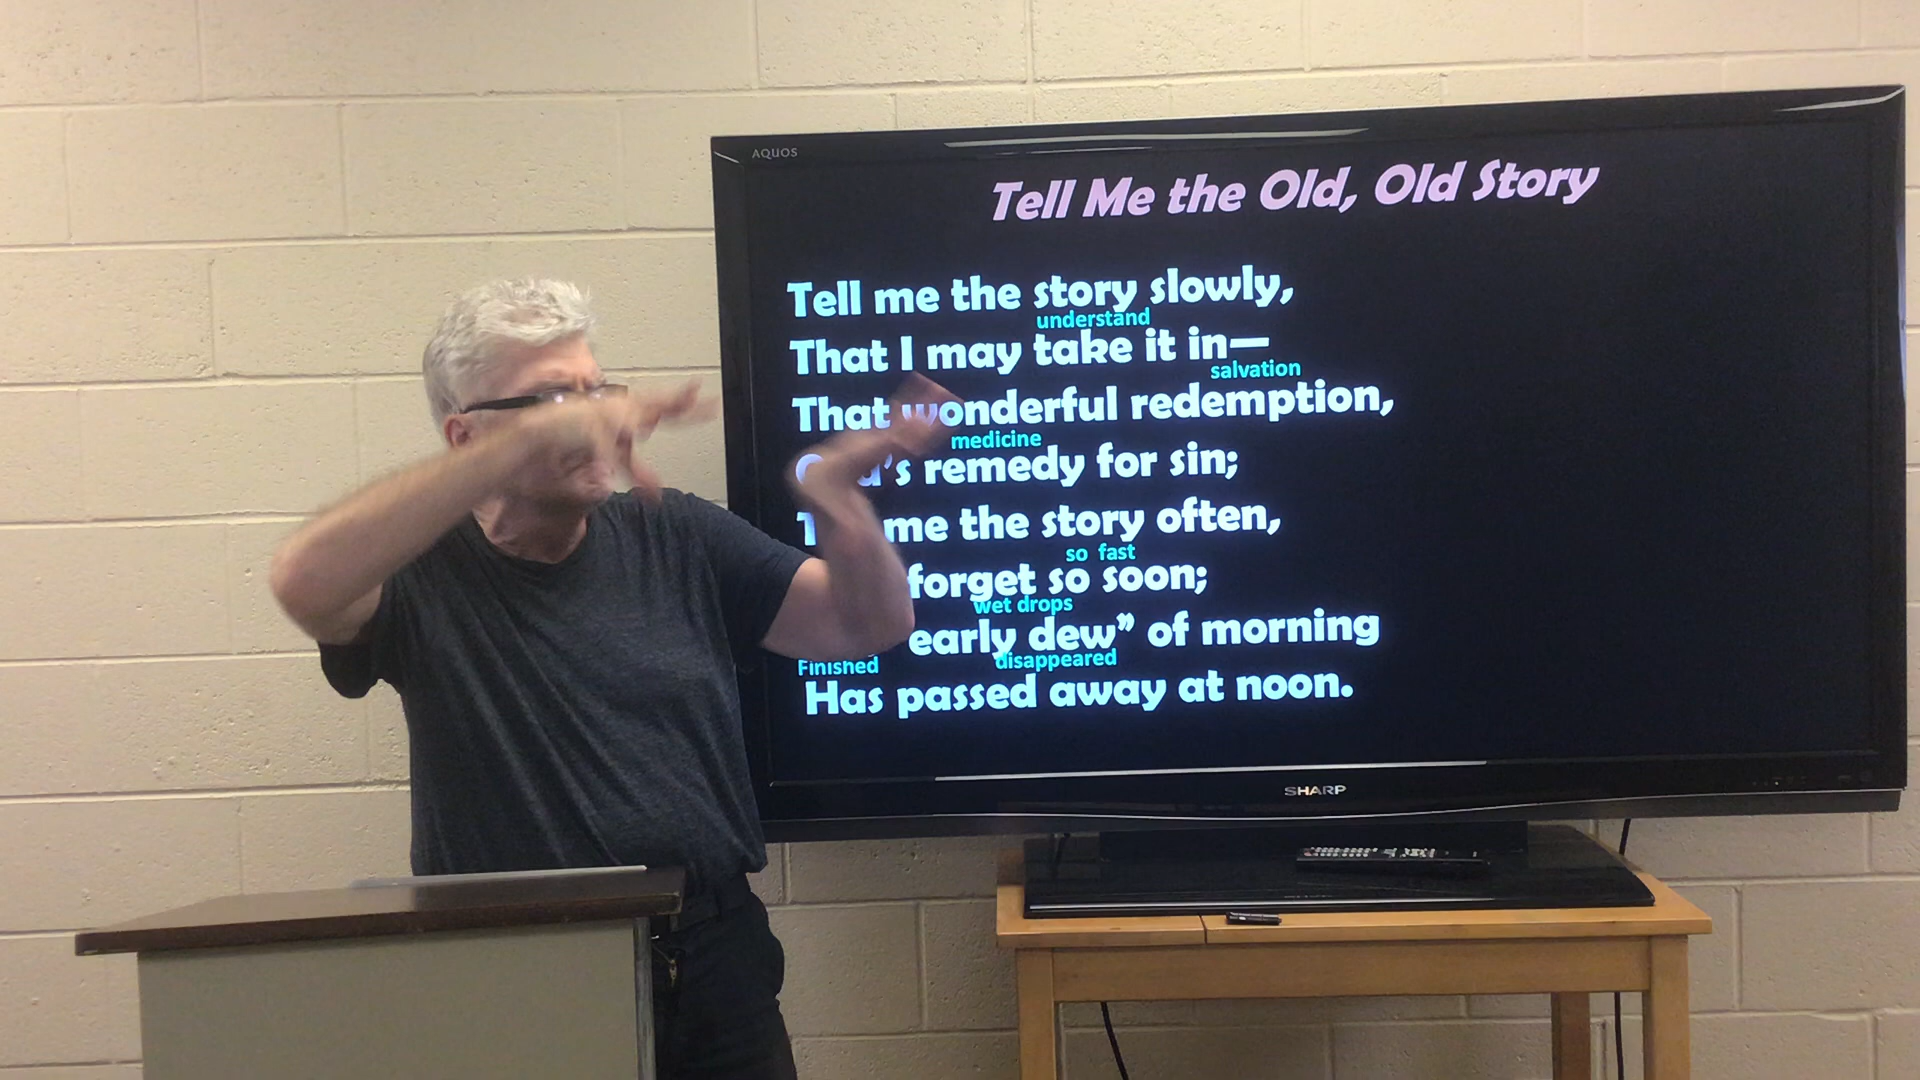 AQUOS
Tell Me the Old, Old Story
Tell me the story slowly,
understand
That I may take it in—
salvation
That wonderful redemption,
medicine
remedy for sin;
me the story often,
so fast
forget so soon;
wet drops
early dew” of morning
Finished disappeared
Has passed away at noon.
SHARP